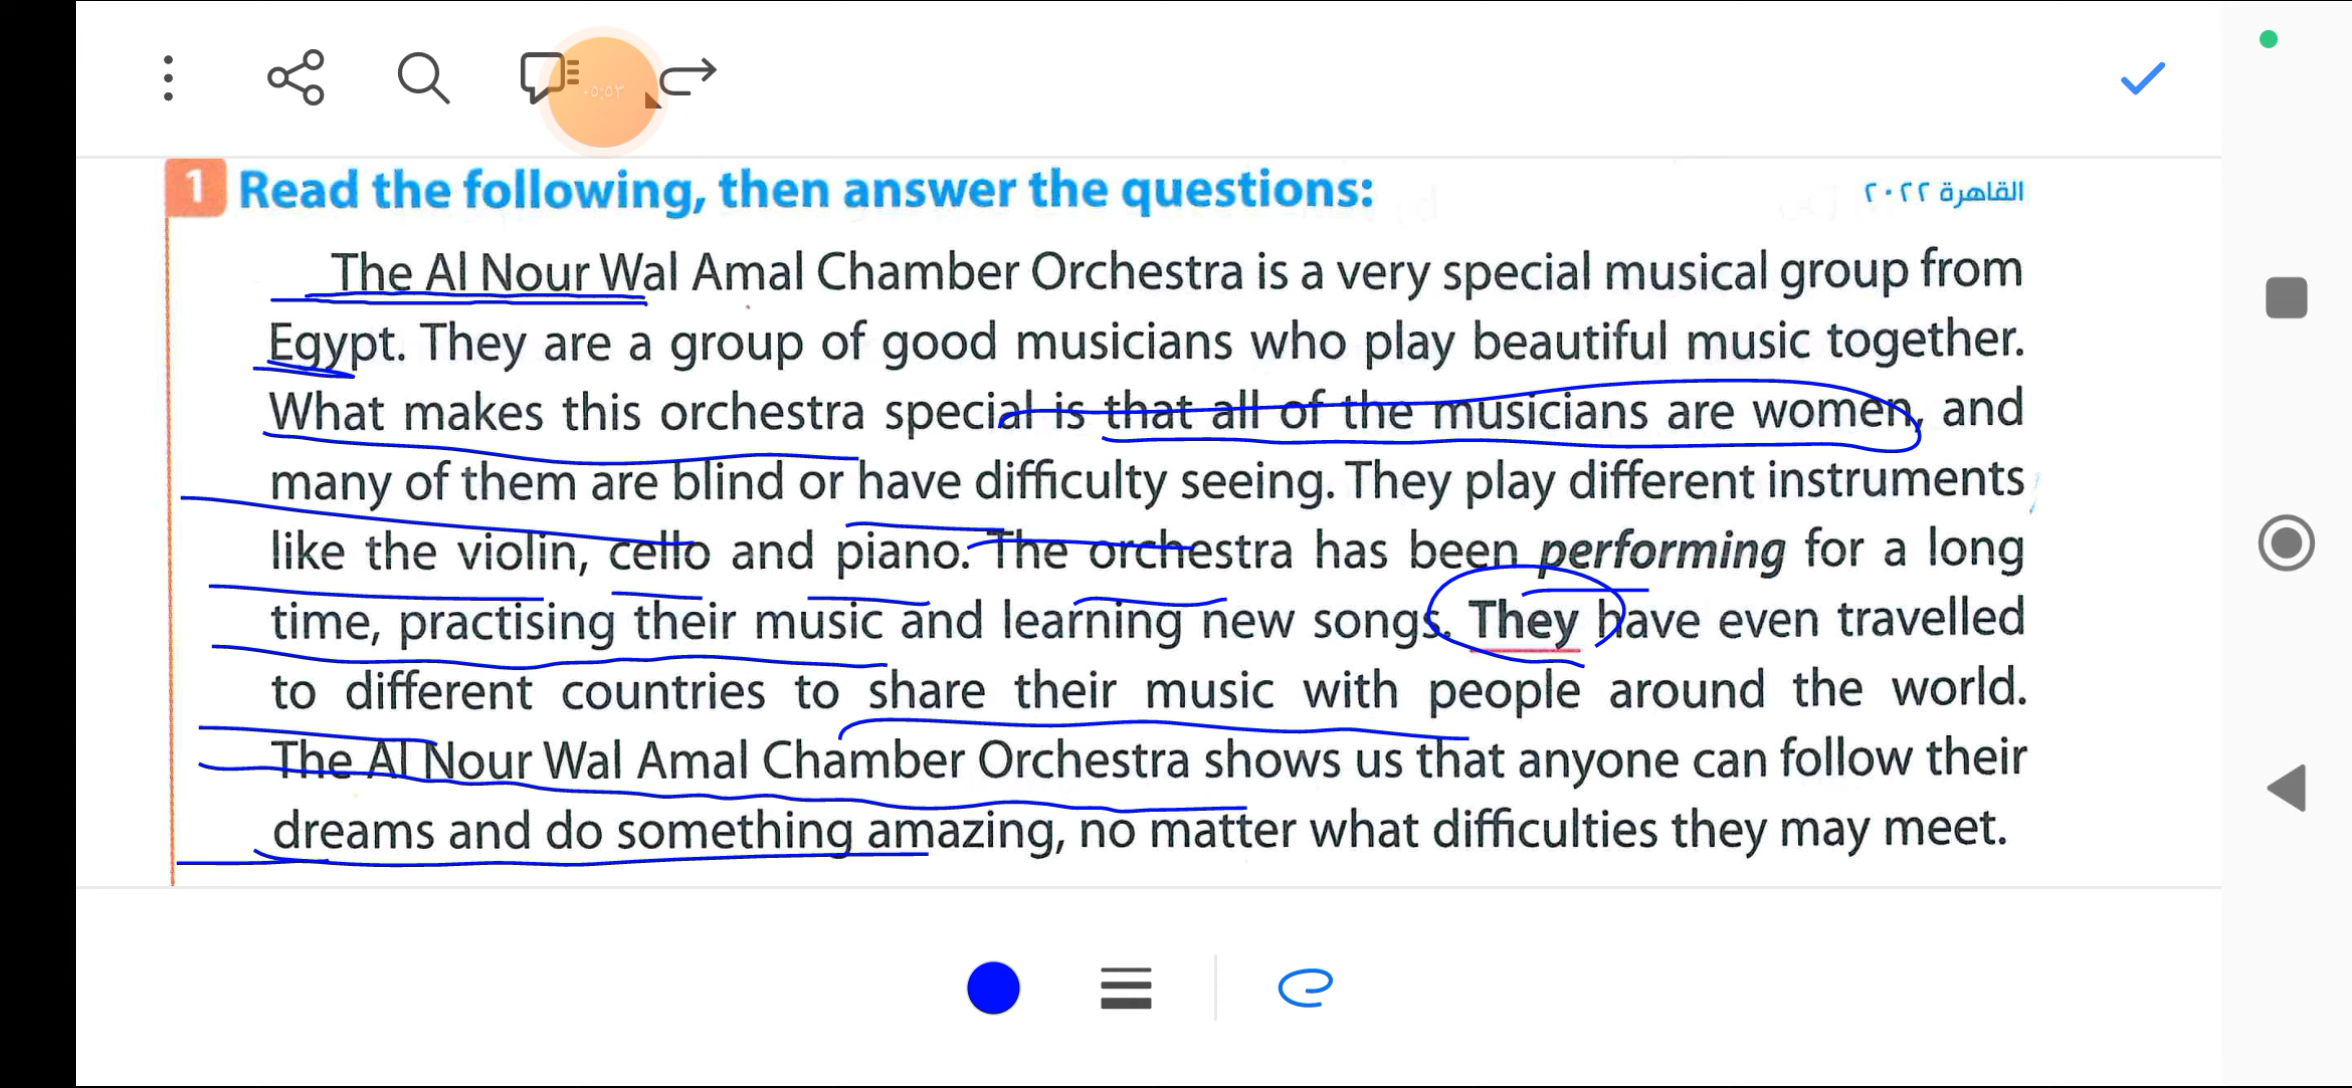 ٠٥:٥٣
1 Read the following, then answer the questions: القاهرة ٢٠٢٢
The Al Nour Wal Amal Chamber Orchestra is a very special musical group from
Egypt. They are a group of good musicians who play beautiful music together.
What makes this orchestra special is that all of the musicians are women, and
many of them are blind or have difficulty seeing. They play different instruments
like the violin, cello and piano. The orchestra has been performing for a long
time, practising their music and learning new songs. They have even travelled
to different countries to share their music with people around the world.
The Al Nour Wal Amal Chamber Orchestra shows us that anyone can follow their
dreams and do something amazing, no matter what difficulties they may meet.